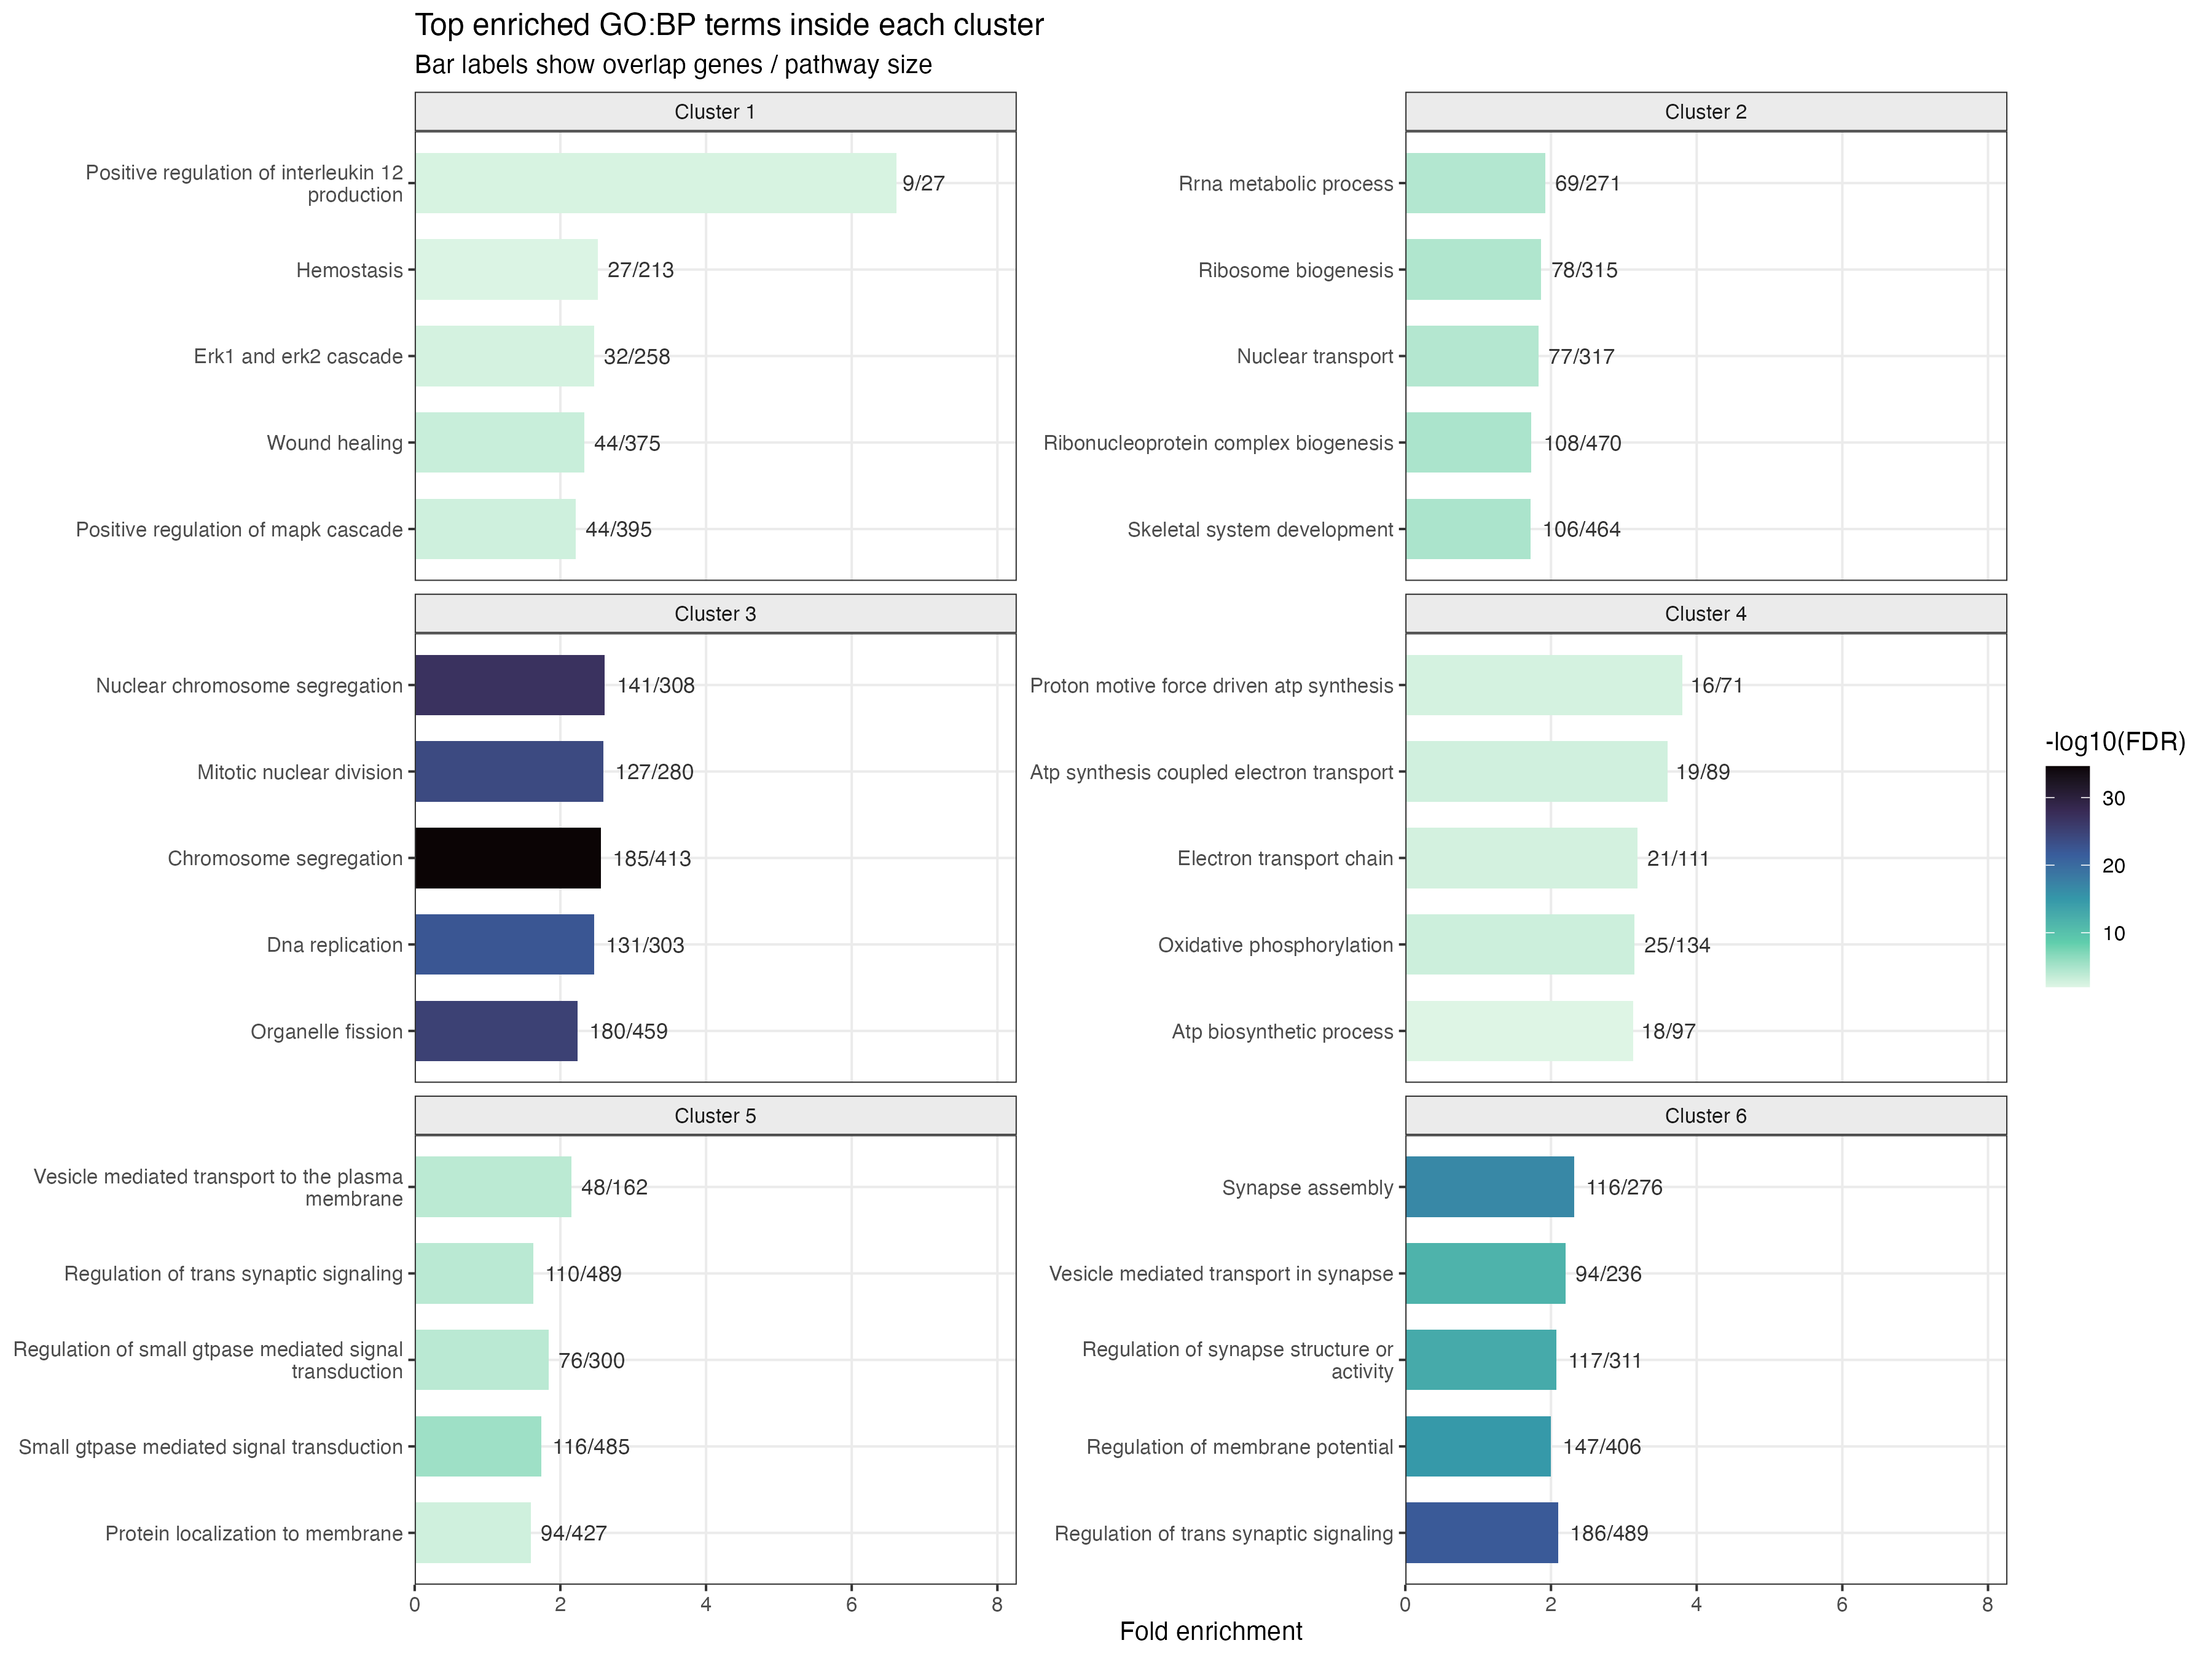 Top enriched GO:BP terms inside each cluster
Bar labels show overlap genes / pathway size
Cluster 1
Positive regulation of interleukin 12
production
9/27
Hemostasis
27/213
Erk1 and erk2 cascade
32/258
Wound healing
44/375
Positive regulation of mapk cascade
44/395
Cluster 2
Rrna metabolic process
69/271
Ribosome biogenesis
78/315
Nuclear transport
77/317
Ribonucleoprotein complex biogenesis
108/470
Skeletal system development
106/464
Cluster 3
Nuclear chromosome segregation
141/308
Mitotic nuclear division
127/280
Chromosome segregation
185/413
Dna replication
131/303
Organelle fission
180/459
Cluster 4
Proton motive force driven atp synthesis
16/71
Atp synthesis coupled electron transport
19/89
Electron transport chain
21/111
Oxidative phosphorylation
25/134
Atp biosynthetic process
18/97
Cluster 5
Vesicle mediated transport to the plasma
membrane
48/162
Regulation of trans synaptic signaling
110/489
Regulation of small gtpase mediated signal
transduction
76/300
Small gtpase mediated signal transduction
116/485
Protein localization to membrane
94/427
0 2 4 6 8
Cluster 6
Synapse assembly
116/276
Vesicle mediated transport in synapse
94/236
Regulation of synapse structure or
activity
117/311
Regulation of membrane potential
147/406
Regulation of trans synaptic signaling
186/489
0 2 4 6 8
Fold enrichment
-log10(FDR)
30
20
10